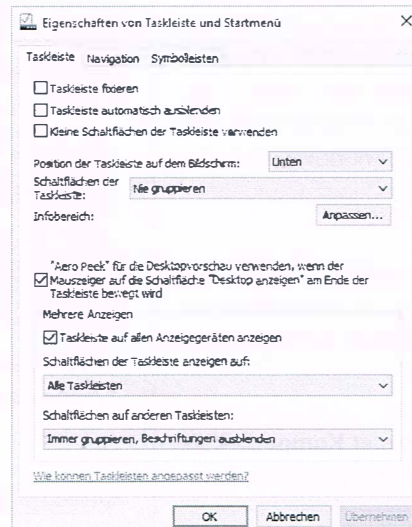 Eigenschaften von Taskleiste und Startmenü
Taskleiste Navigation Symbolleisten
Taskleiste fixieren
Taskleiste automatisch ausblenden
Kleine Schaltflächen der Taskleiste verwenden
Position der Taskleiste auf dem Bildschirm: Unten
Schaltflächen der
Taskleiste: Nie gruppieren
Infobereich: Anpassen...
"Aero Peek" für die Desktopvorschau verwenden, wenn der
Mauszeiger auf die Schaltfläche "Desktop anzeigen" am Ende der
Taskleiste bewegt wird
Mehrere Anzeigen
Taskleiste auf allen Anzeigegeräten anzeigen
Schaltflächen der Taskleiste anzeigen auf:
Alle Taskleisten
Schaltflächen auf anderen Taskleisten:
Immer gruppieren, Beschriftungen ausblenden
Wie können Taskleisten angepasst werden?
OK Abbrechen Übernehmen